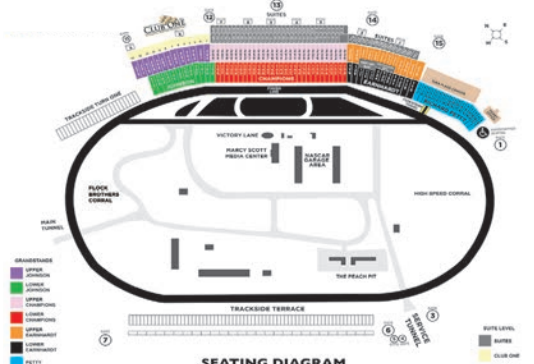 CLUB ONE
12
13
SUITES
14
SUITES
15
11
TRACKSIDE TURN ONE
CHAMPIONS
EARNHARDT
1
VICTORY LANE
MARCY SCOTT
MEDIA CENTER
NASCAR
GARAGE
AREA
FLOCK
BROTHERS
CORRAL
HIGH SPEED CORRAL
MAIN
TUNNEL
THE PEACH PIT
GRANDSTANDS
UPPER
JOHNSON
LOWER
JOHNSON
UPPER
CHAMPIONS
LOWER
CHAMPIONS
UPPER
EARNHARDT
LOWER
EARNHARDT
PETTY
TRACKSIDE TERRACE
7
6
3
SERVICE
TUNNEL
SUITE LEVEL
SUITES
CLUB ONE
SEATING DIAGRAM